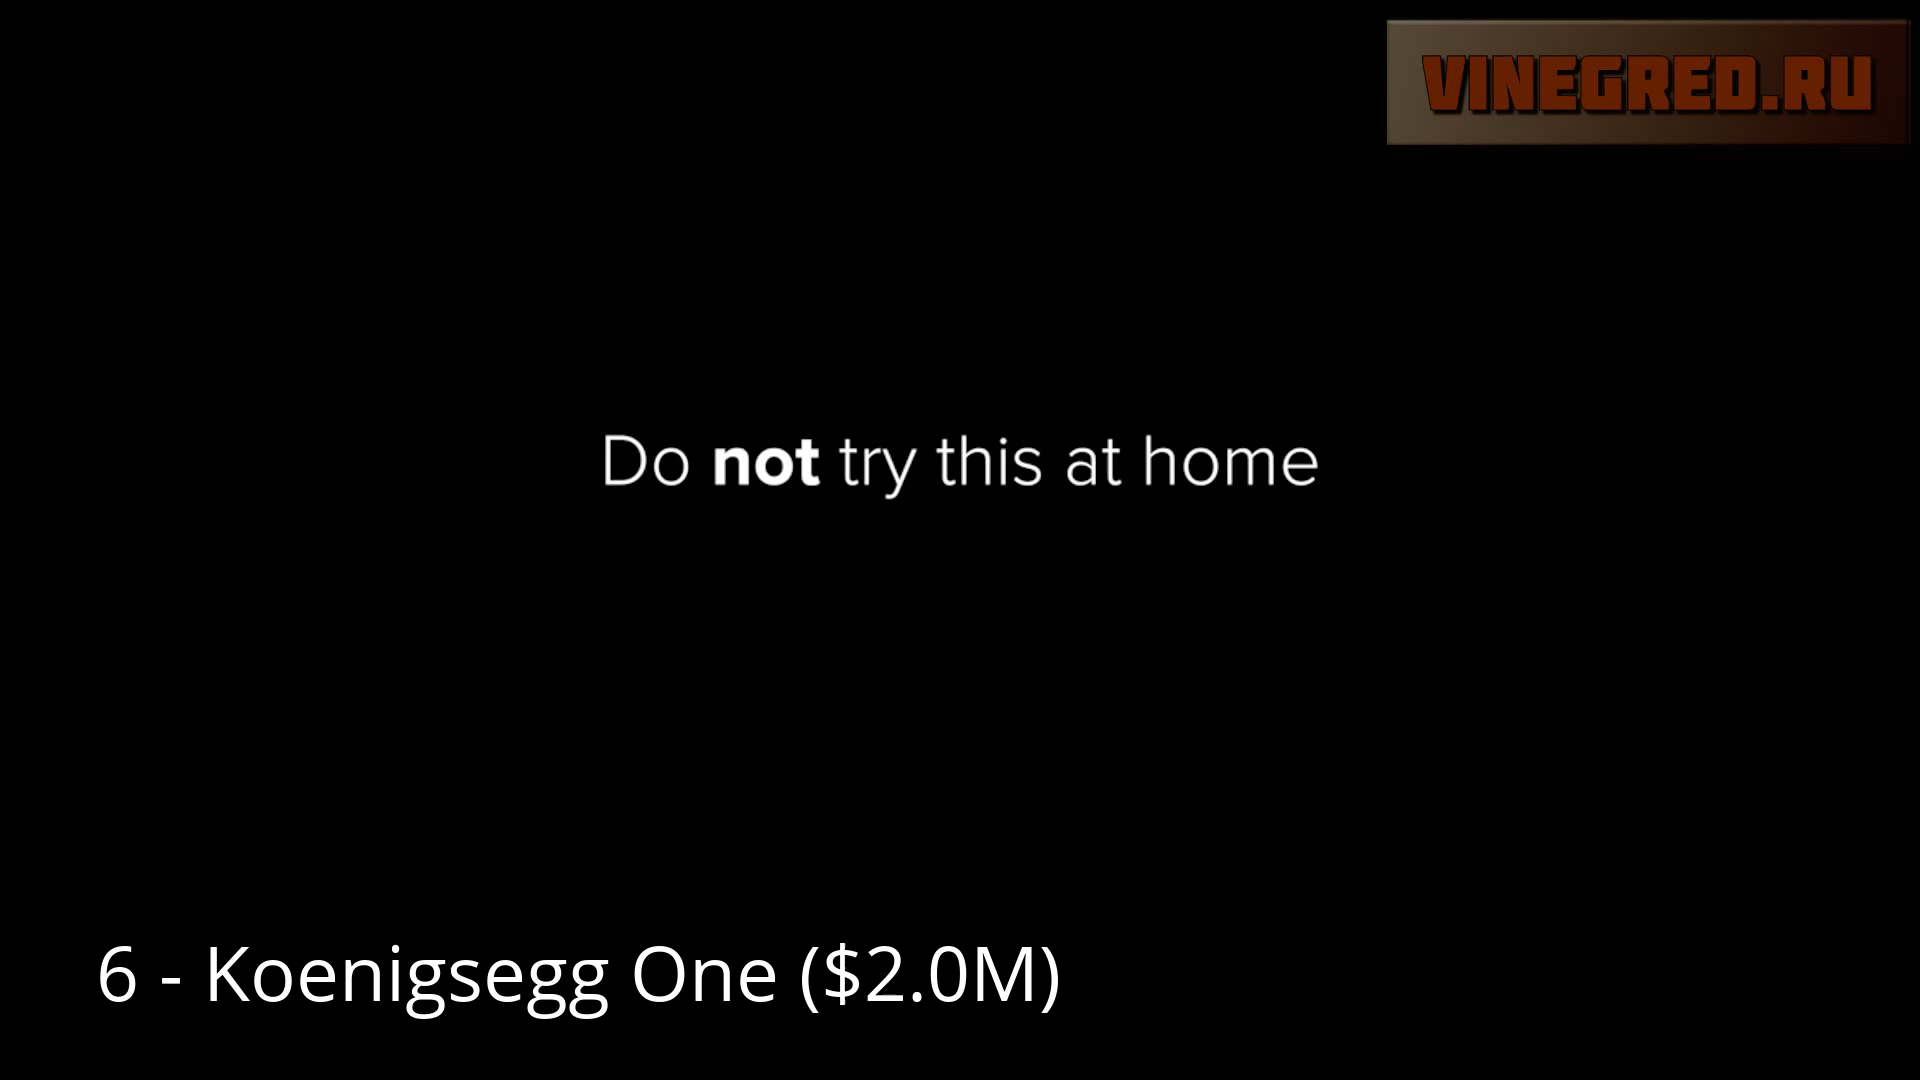 VINEGRED.RU
Do not try this at home
6 - Koenigsegg One ($2.0M)